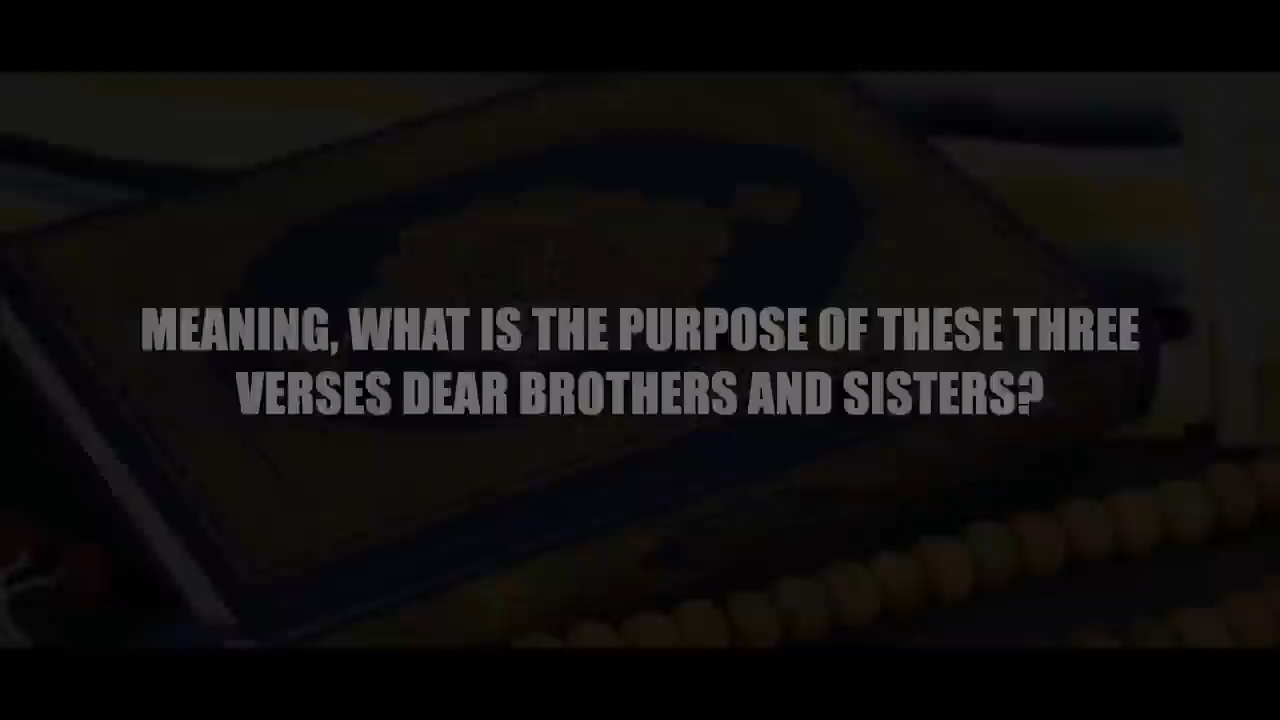 MEANING, WHAT IS THE PURPOSE OF THESE THREE
VERSES DEAR BROTHERS AND SISTERS?